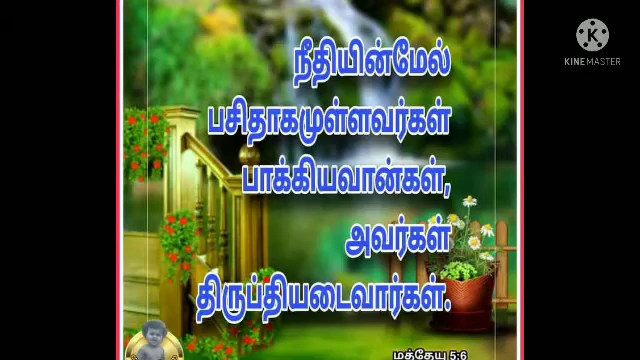 நீதியின்மேல்
பசிதாகமுள்ளவர்கள்
பாக்கியவான்கள்,
அவர்கள்
திருப்தியடைவார்கள்.
மத்தேயு 5:6
K
KINEMASTER